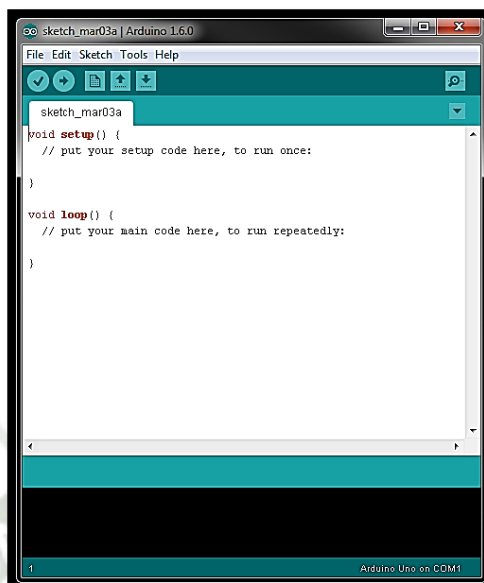 sketch_mar03a | Arduino 1.6.0
File Edit Sketch Tools Help
sketch_mar03a
void setup() {
  // put your setup code here, to run once:
}
void loop() {
  // put your main code here, to run repeatedly:
}
1 Arduino Uno on COM1